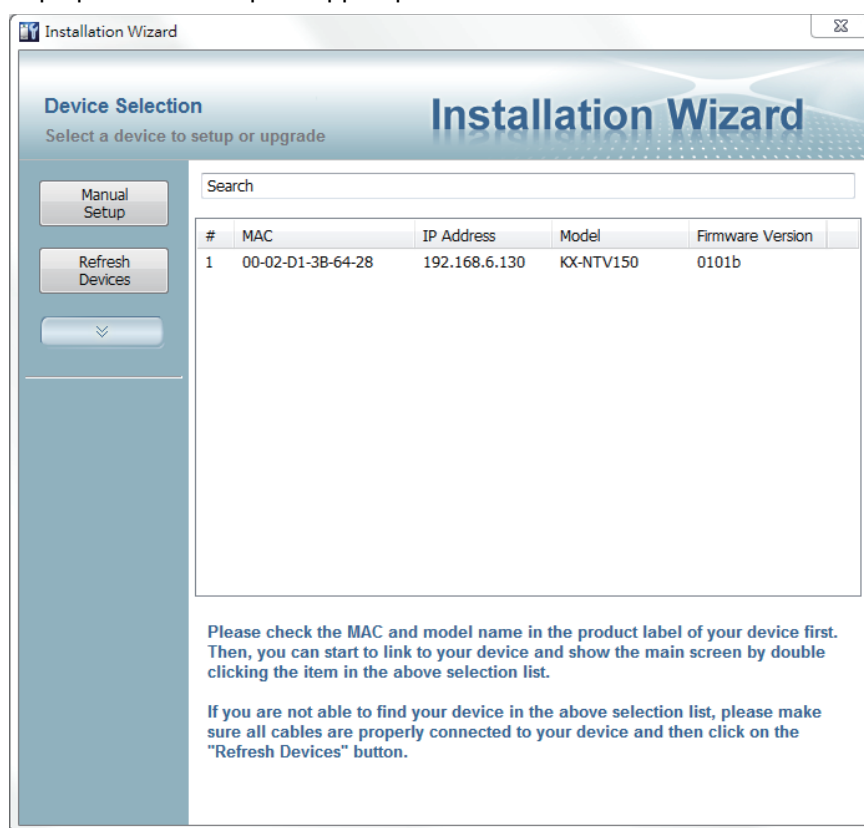 Installation Wizard
Device Selection
Installation Wizard
Select a device to setup or upgrade
Manual
Setup
Refresh
Devices
Search
# MAC IP Address Model Firmware Version
1 00-02-D1-3B-64-28 192.168.6.130 KX-NTV150 0101b
Please check the MAC and model name in the product label of your device first.
Then, you can start to link to your device and show the main screen by double
clicking the item in the above selection list.
If you are not able to find your device in the above selection list, please make
sure all cables are properly connected to your device and then click on the
"Refresh Devices" button.